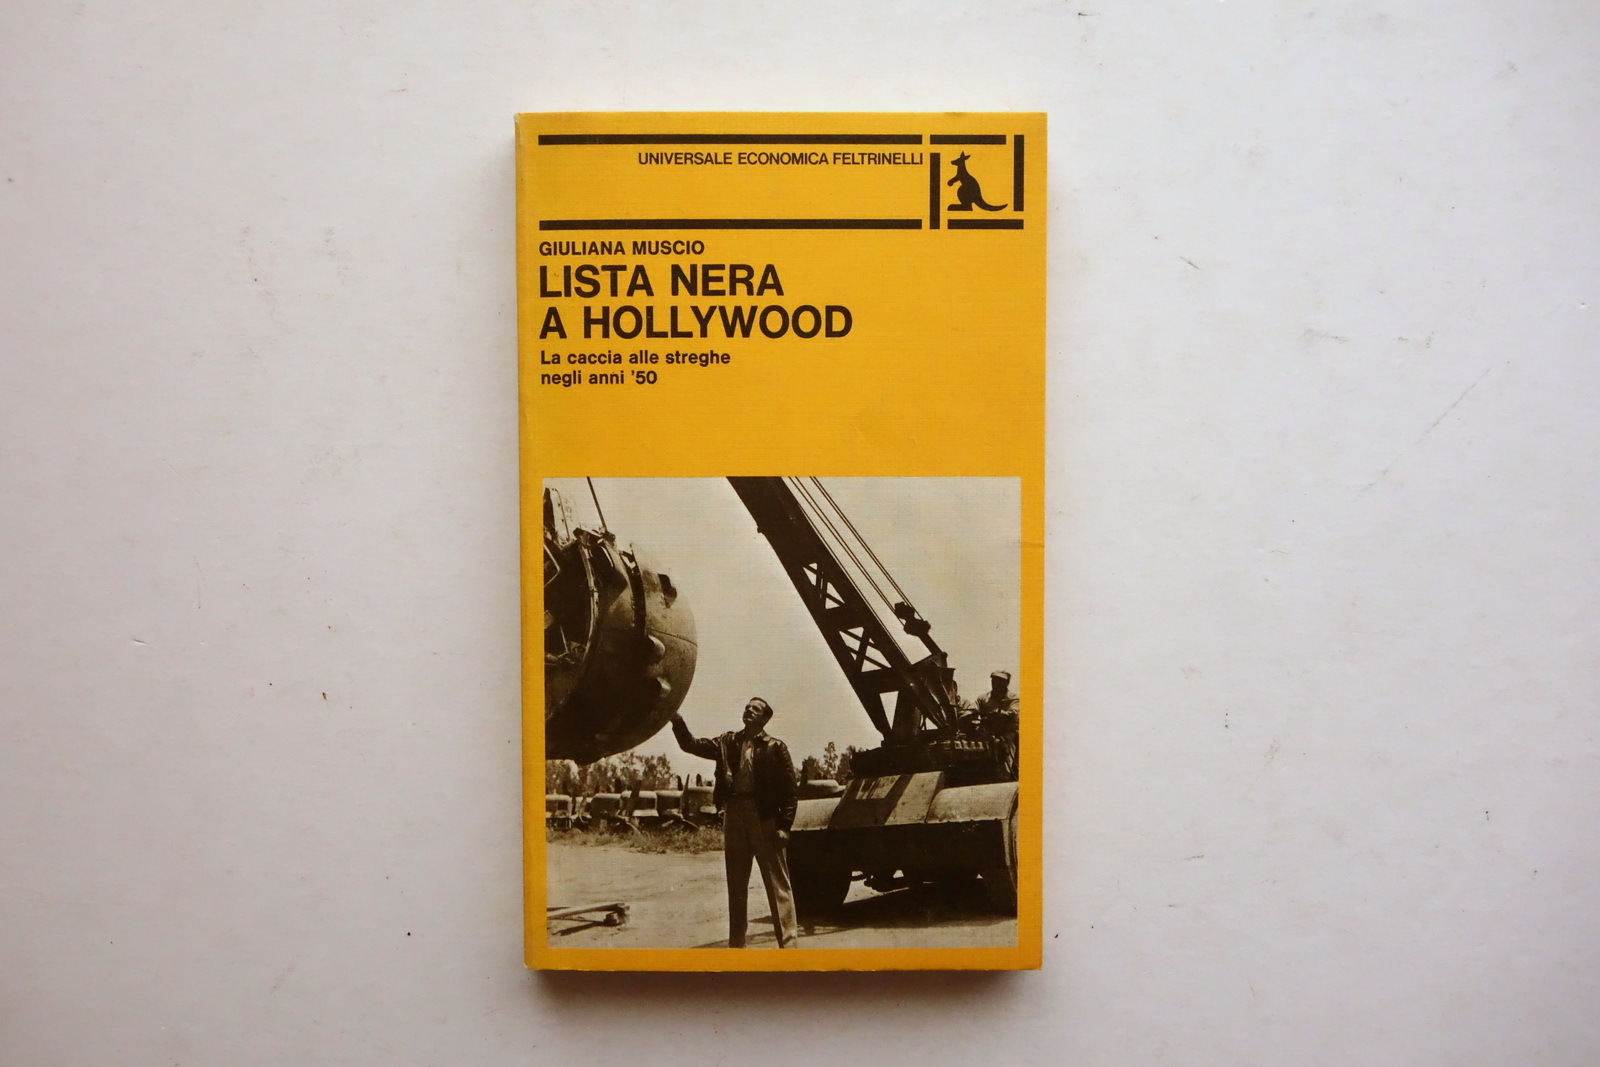 UNIVERSALE ECONOMICA FELTRINELLI
GIULIANA MUSCIO
LISTA NERA
A HOLLYWOOD
La caccia alle streghe
negli anni '50